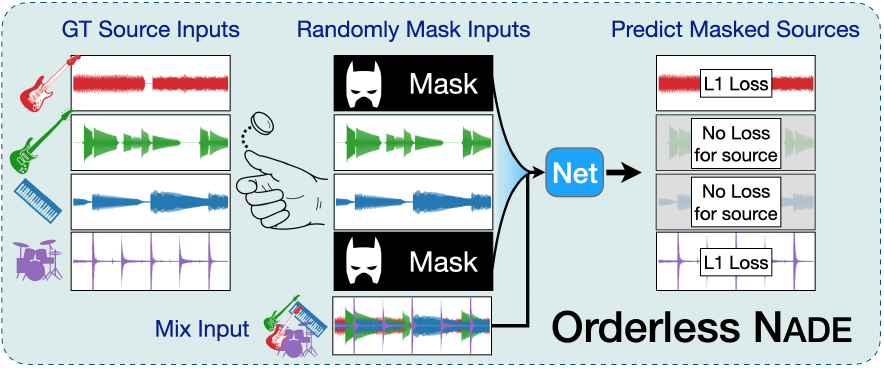 GT Source Inputs
Randomly Mask Inputs
Predict Masked Sources
Mask
L1 Loss
No Loss
for source
Net
No Loss
for source
Mask
L1 Loss
Mix Input
Orderless NADE